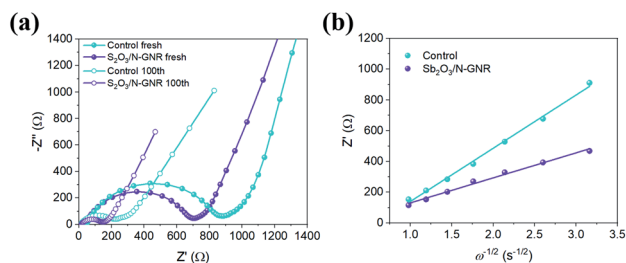 (a)
Control fresh
S₂O₃/N-GNR fresh
Control 100th
S₂O₃/N-GNR 100th
1400
1200
1000
800
600
400
200
0
0 200 400 600 800 1000 1200 1400
-Z″ (Ω)
Z′ (Ω)
(b)
Control
Sb₂O₃/N-GNR
1200
1000
800
600
400
200
0
0.5 1.0 1.5 2.0 2.5 3.0 3.5
Z′ (Ω)
ω⁻¹/² (s⁻¹/²)